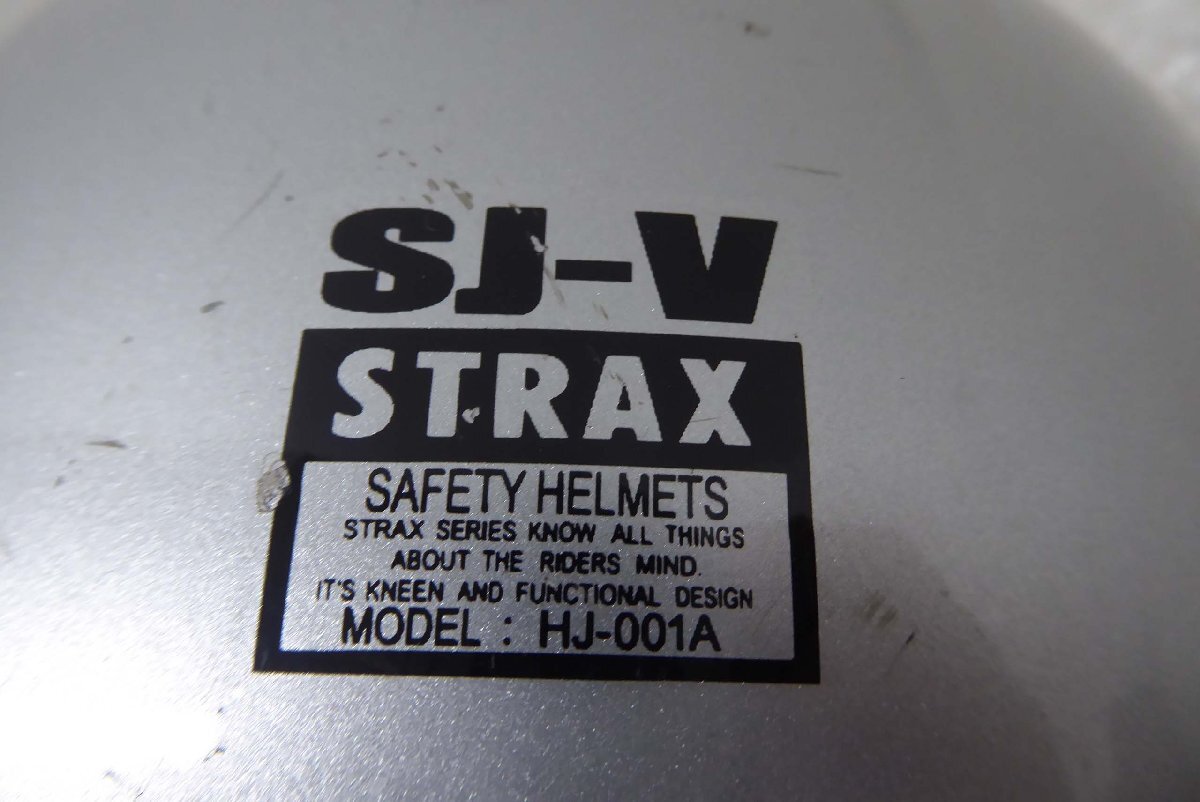 SJ-V
STRAX
SAFETY HELMETS
STRAX SERIES KNOW ALL THINGS
ABOUT THE RIDERS MIND.
IT'S KNEEN AND FUNCTIONAL DESIGN
MODEL : HJ-001A